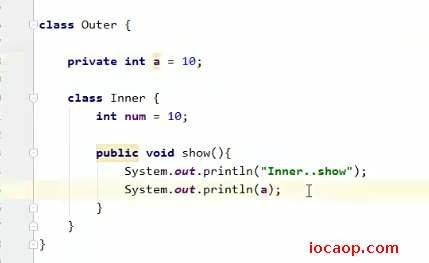 class Outer {
private int a = 10;
class Inner {
int num = 10;
public void show(){
System.out.println("Inner..show");
System.out.println(a);
}
}
}
iocaop.com